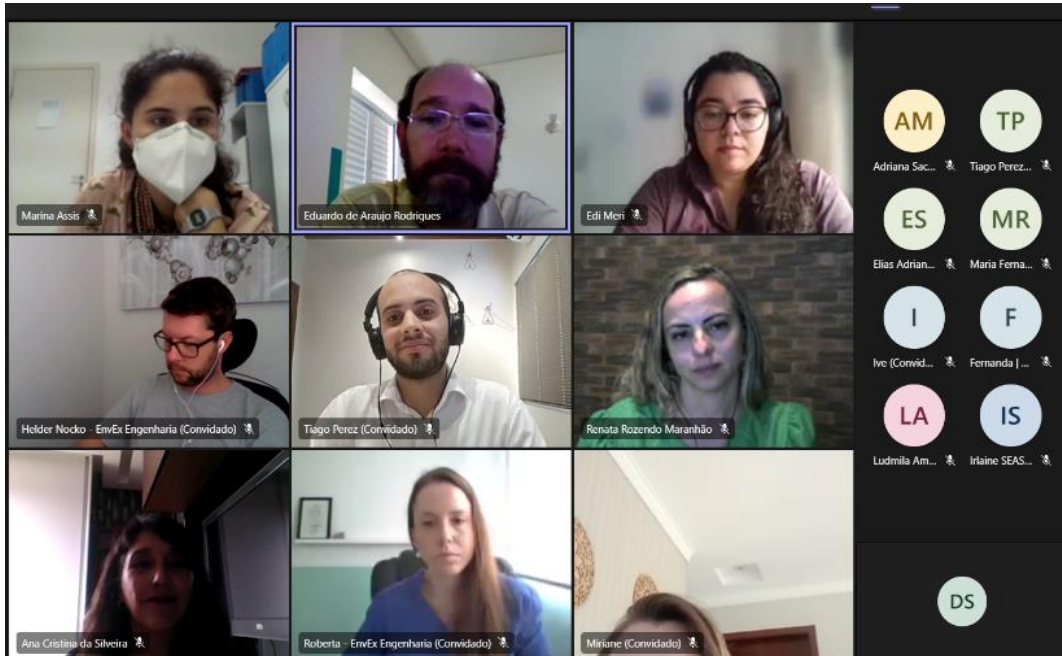 Marina Assis
Eduardo de Araujo Rodrigues
Edi Meri
AM
TP
Adriana Sac...
Tiago Perez...
ES
MR
Elias Adrian...
Maria Ferna...
Helder Nocko - EnvEx Engenharia (Convidado)
Tiago Perez (Convidado)
Renata Rozendo Maranhão
I
F
Ive (Convid...
Fernanda | ...
LA
IS
Ludmila Am...
Irlaine SEAS...
Ana Cristina da Silveira
Roberta - EnvEx Engenharia (Convidado)
Miriane (Convidado)
DS